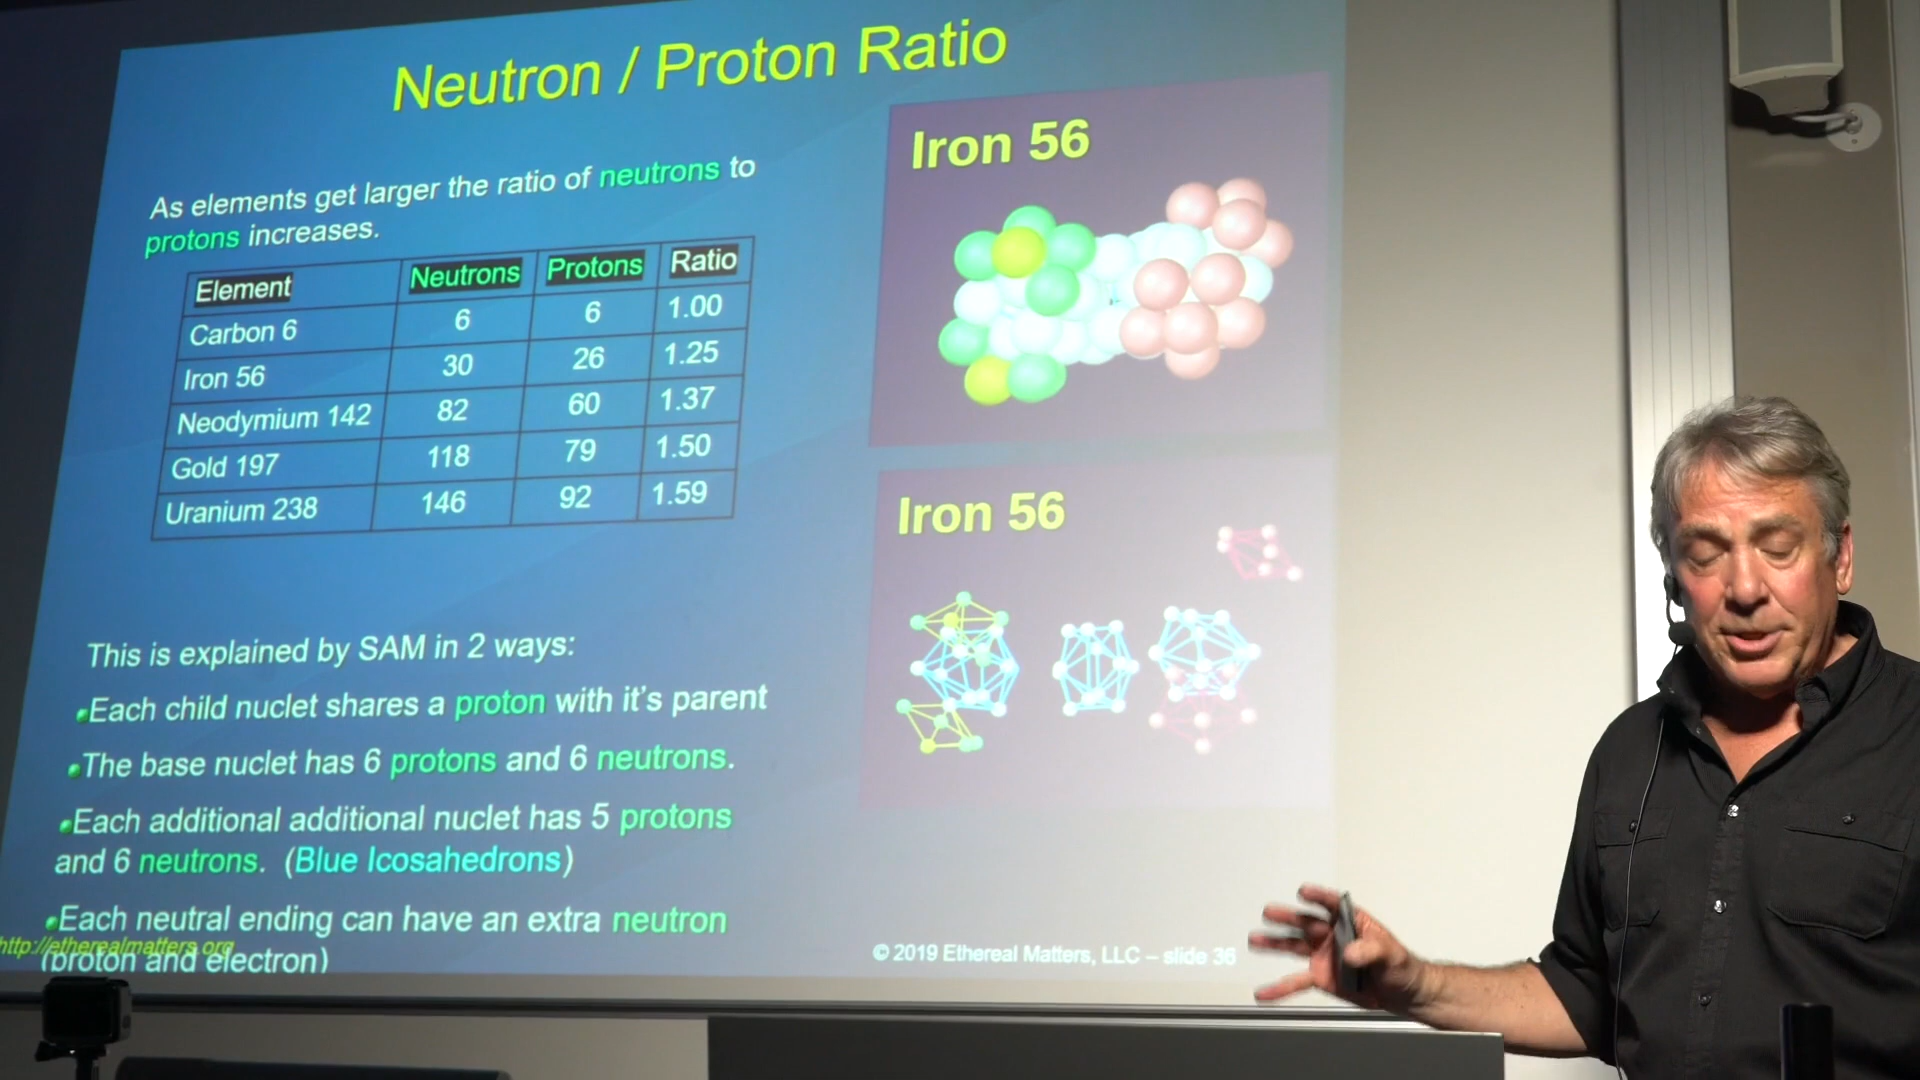 Neutron / Proton Ratio
As elements get larger the ratio of neutrons to
protons increases.
Element Neutrons Protons Ratio
Carbon 6 6 6 1.00
Iron 56 30 26 1.25
Neodymium 142 82 60 1.37
Gold 197 118 79 1.50
Uranium 238 146 92 1.59
This is explained by SAM in 2 ways:
Each child nuclet shares a proton with it's parent
The base nuclet has 6 protons and 6 neutrons.
Each additional additional nuclet has 5 protons
and 6 neutrons. (Blue Icosahedrons)
Each neutral ending can have an extra neutron
(proton and electron)
http://etherealmatters.org
Iron 56
Iron 56
© 2019 Ethereal Matters, LLC – slide 36